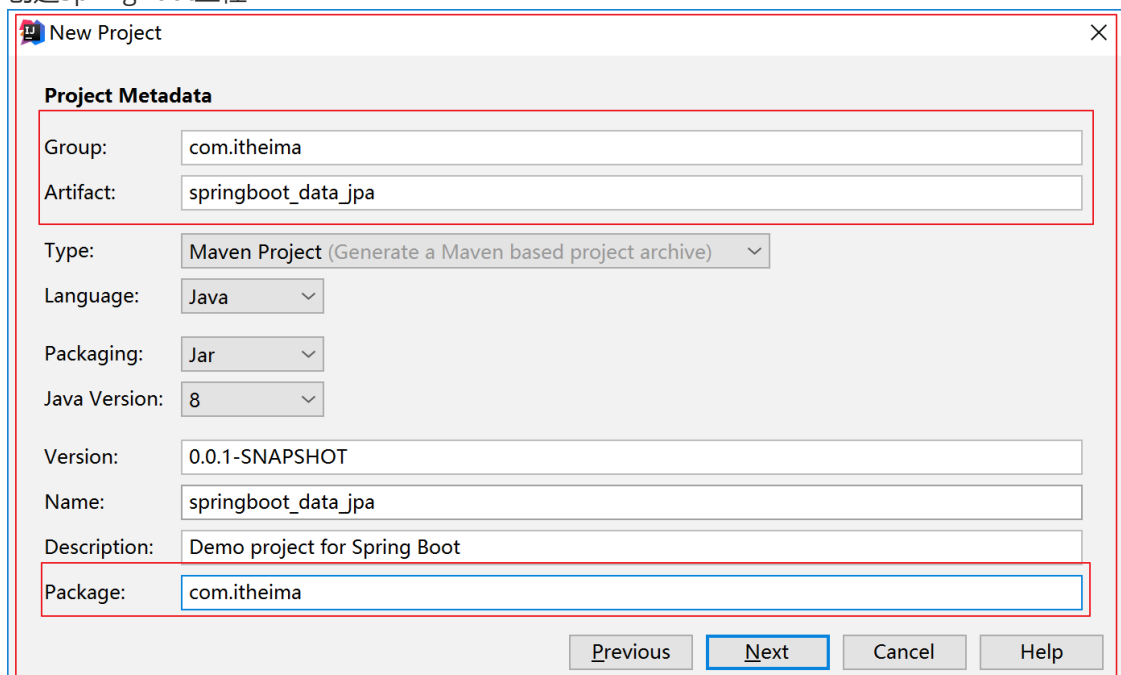 New Project
Project Metadata
Group: com.itheima
Artifact: springboot_data_jpa
Type: Maven Project (Generate a Maven based project archive)
Language: Java
Packaging: Jar
Java Version: 8
Version: 0.0.1-SNAPSHOT
Name: springboot_data_jpa
Description: Demo project for Spring Boot
Package: com.itheima
Previous Next Cancel Help